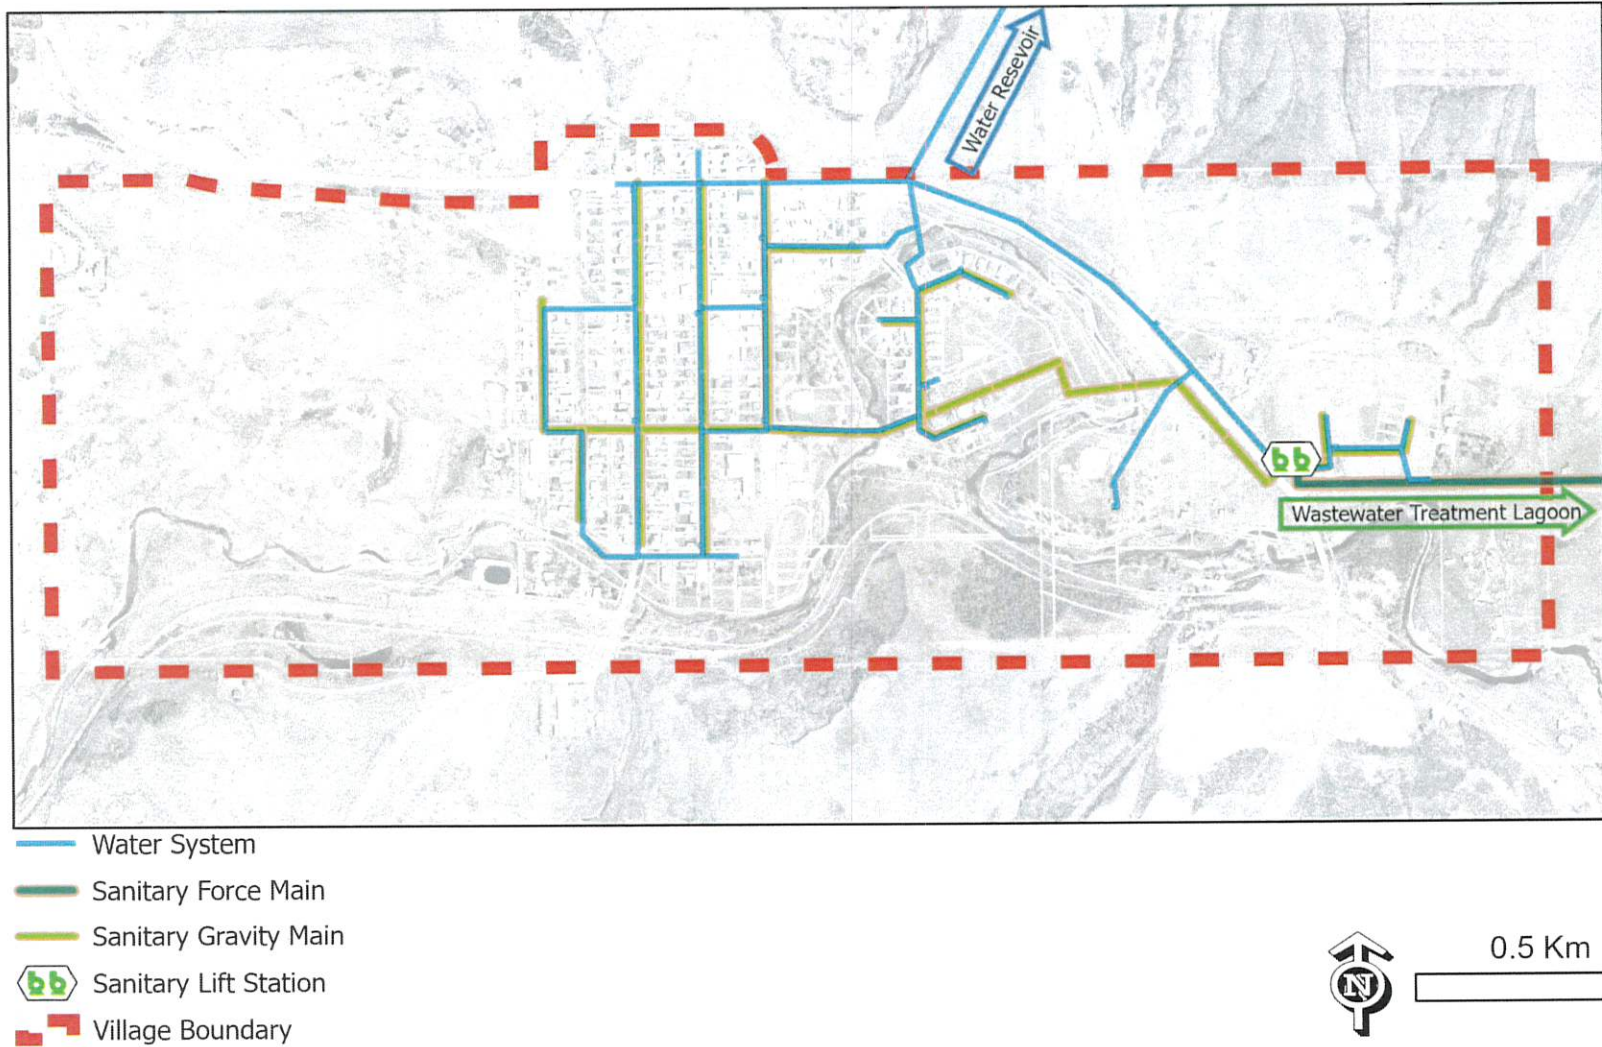 Water Resevoir
Wastewater Treatment Lagoon
Water System
Sanitary Force Main
Sanitary Gravity Main
Sanitary Lift Station
Village Boundary
N
0.5 Km